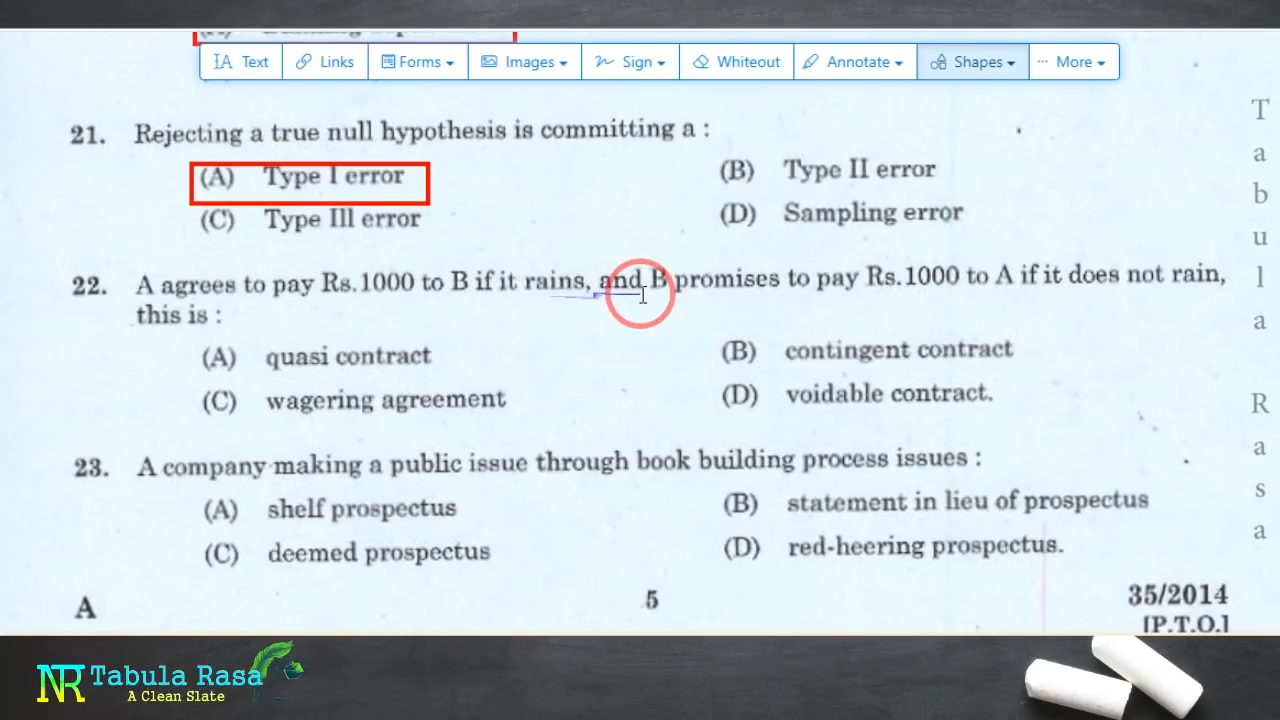 Text Links Forms Images Sign Whiteout Annotate Shapes More
21. Rejecting a true null hypothesis is committing a :
(A) Type I error (B) Type II error
(C) Type III error (D) Sampling error
22. A agrees to pay Rs.1000 to B if it rains, and B promises to pay Rs.1000 to A if it does not rain,
this is :
(A) quasi contract (B) contingent contract
(C) wagering agreement (D) voidable contract.
23. A company making a public issue through book building process issues :
(A) shelf prospectus (B) statement in lieu of prospectus
(C) deemed prospectus (D) red-heering prospectus.
A 5 35/2014
[P.T.O.]
Tabula Rasa
NR Tabula Rasa
A Clean Slate